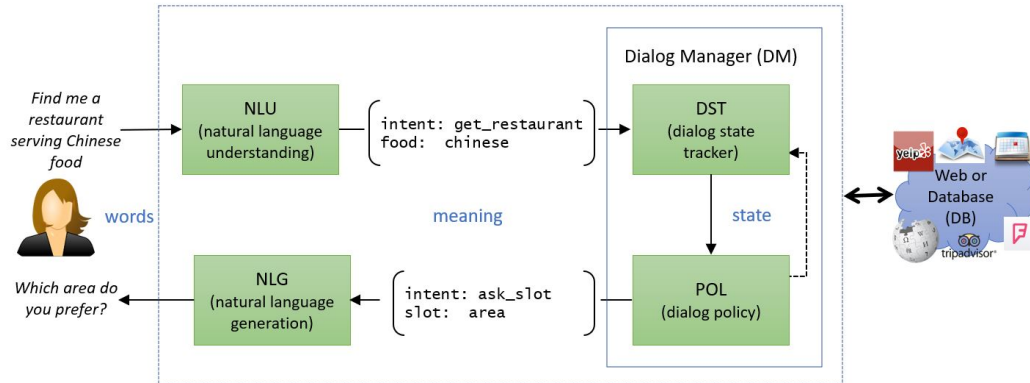 Dialog Manager (DM)
Find me a
restaurant
serving Chinese
food
NLU
(natural language
understanding)
intent: get_restaurant
food: chinese
DST
(dialog state
tracker)
words
meaning
state
yelp
Web or
Database
(DB)
tripadvisor
Which area do
you prefer?
NLG
(natural language
generation)
intent: ask_slot
slot: area
POL
(dialog policy)